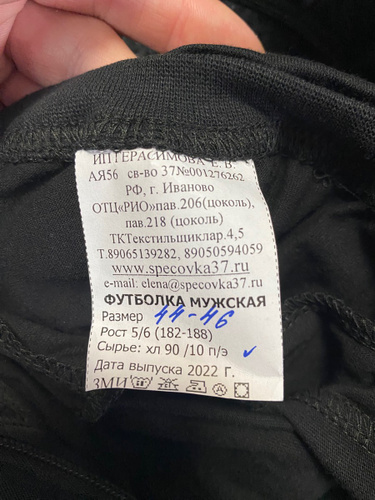 ИП ГЕРАСИМОВА Е. В.
АЯ56 св-во 37№001276262
РФ, г. Иваново
ОТЦ«РИО»пав.206(цоколь),
пав.218 (цоколь)
ТКТекстильщиклар.4,5
Т.89065139282, 89050594059
www.specovka37.ru
e-mail: elena@specovka37.ru
ФУТБОЛКА МУЖСКАЯ
Размер 44-46
Рост 5/6 (182-188)
Сырье: хл 90 /10 п/э
Дата выпуска 2022 г.
ЗМИ